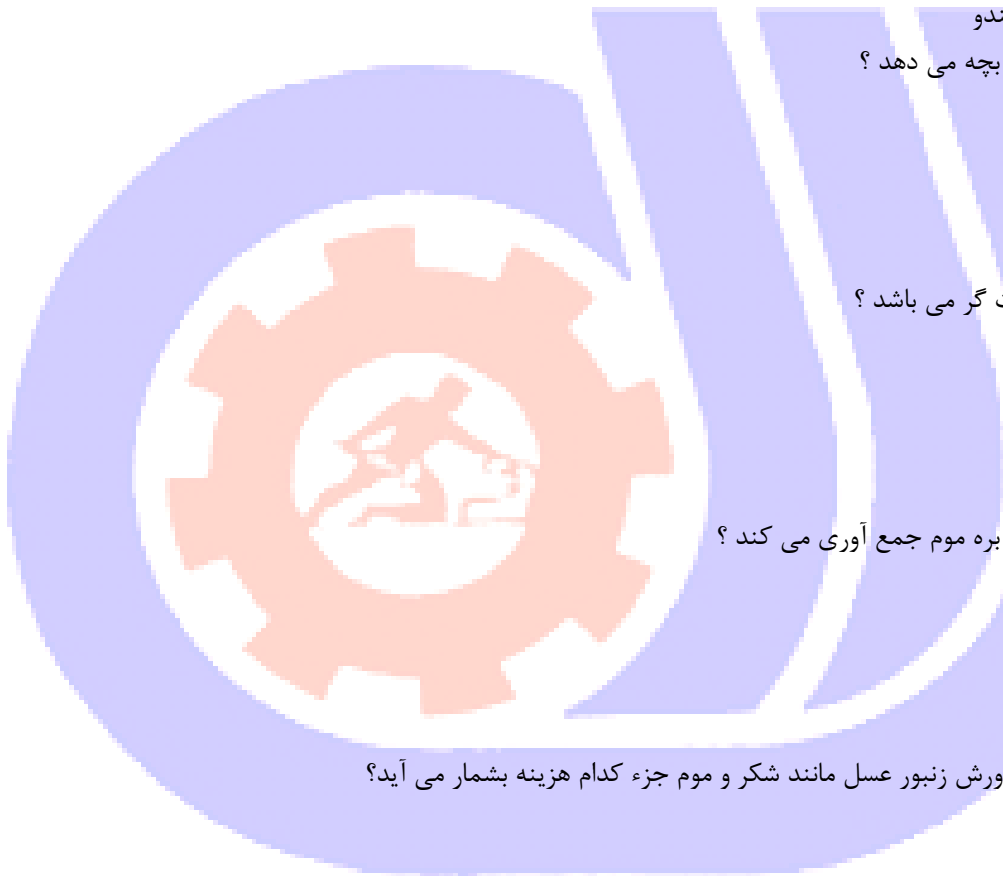 ندو
بچه می دهد ؟
گر می باشد ؟
بره موم جمع آوری می کند ؟
ورش زنبور عسل مانند شکر و موم جزء کدام هزینه بشمار می آید؟